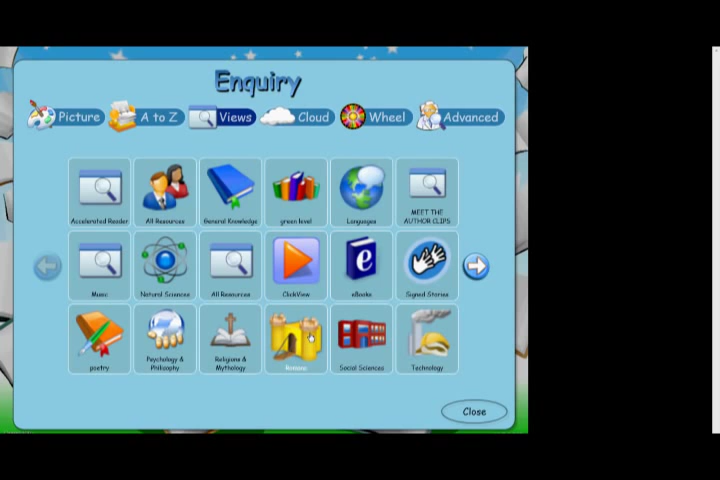 Enquiry
Picture
A to Z
Views
Cloud
Wheel
Advanced
Accelerated Reader
All Resources
General Knowledge
green level
Languages
MEET THE
AUTHOR CLIPS
Music
Natural Sciences
All Resources
ClickView
eBooks
Signed Stories
poetry
Psychology &
Philosophy
Religions &
Mythology
Romans
Social Sciences
Technology
Close